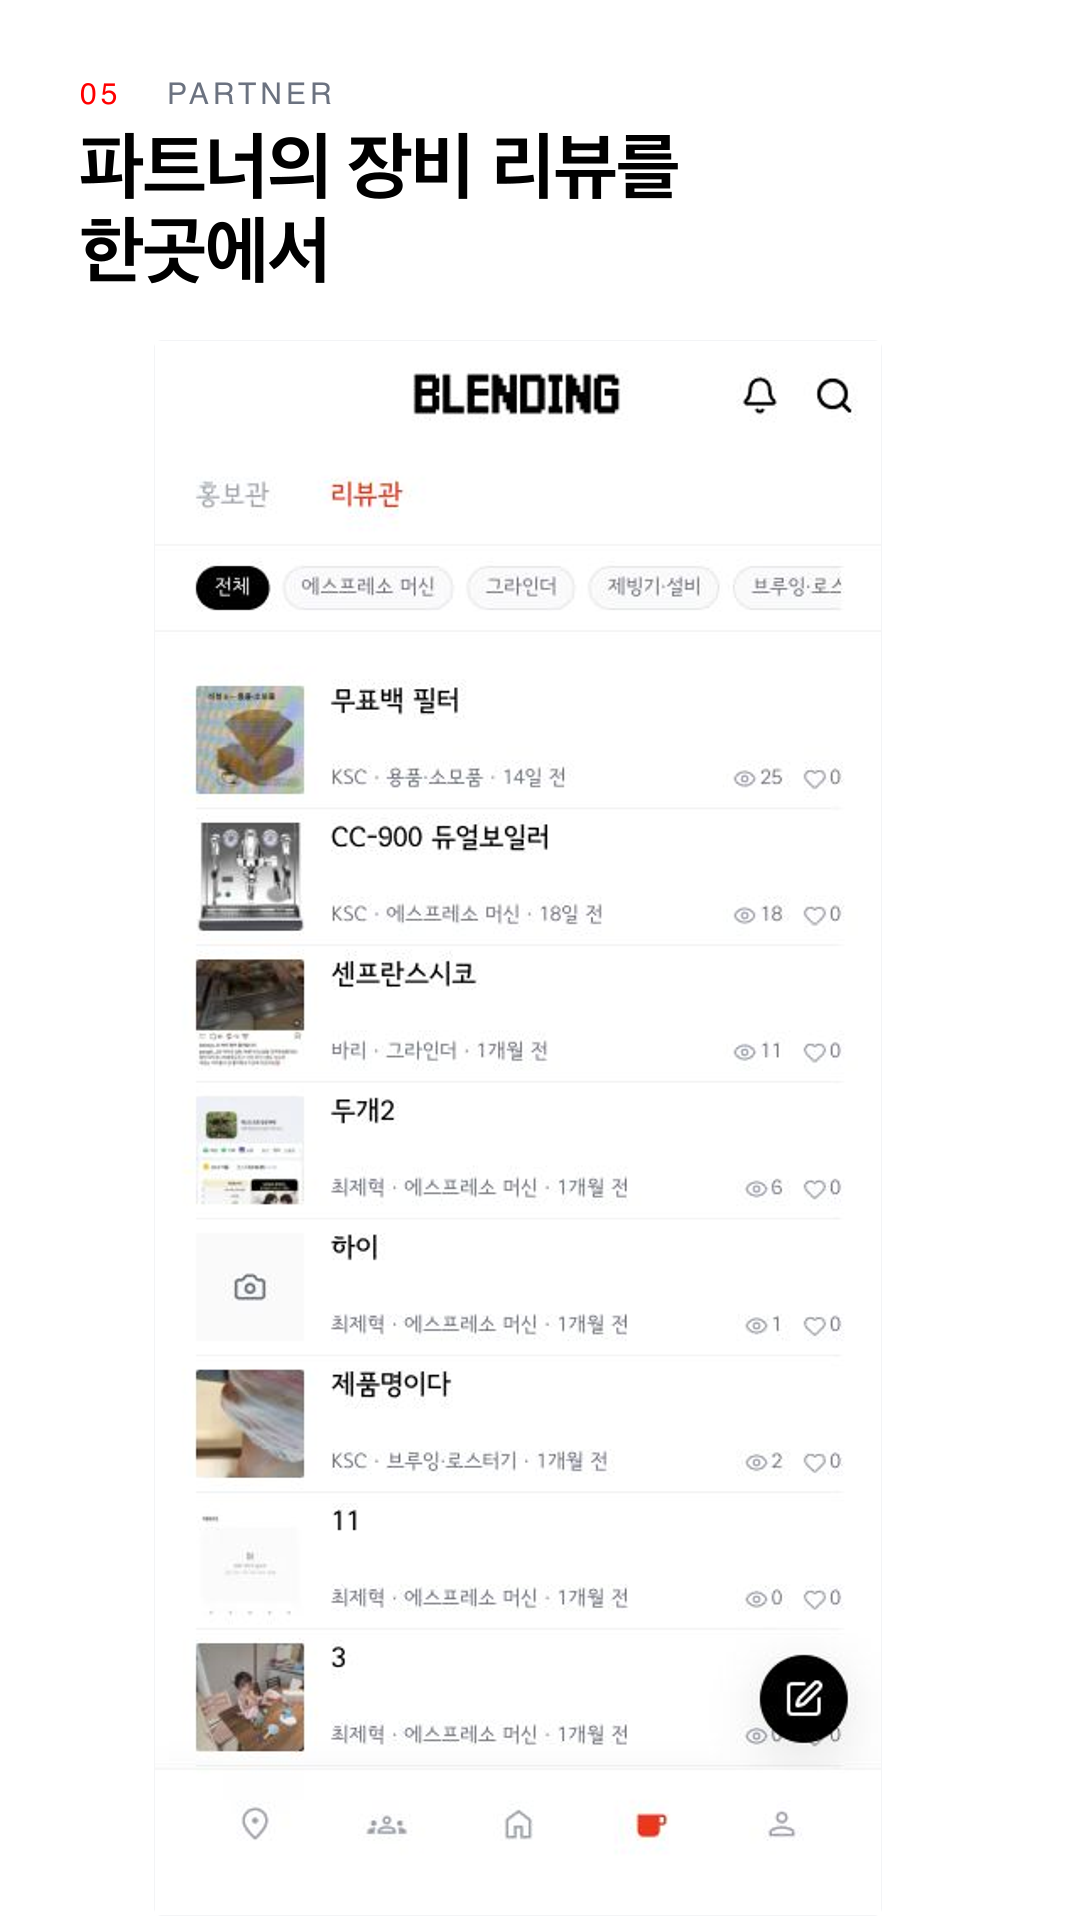 05 PARTNER
파트너의 장비 리뷰를
한곳에서
BLENDING
홍보관 리뷰관
전체 에스프레소 머신 그라인더 제빙기·설비 브루잉·로스
무표백 필터
KSC · 용품·소모품 · 14일 전 25 0
CC-900 듀얼보일러
KSC · 에스프레소 머신 · 18일 전 18 0
센프란스시코
바리 · 그라인더 · 1개월 전 11 0
두개2
최제혁 · 에스프레소 머신 · 1개월 전 6 0
하이
최제혁 · 에스프레소 머신 · 1개월 전 1 0
제품명이다
KSC · 브루잉·로스터기 · 1개월 전 2 0
11
최제혁 · 에스프레소 머신 · 1개월 전 0 0
3
최제혁 · 에스프레소 머신 · 1개월 전 0